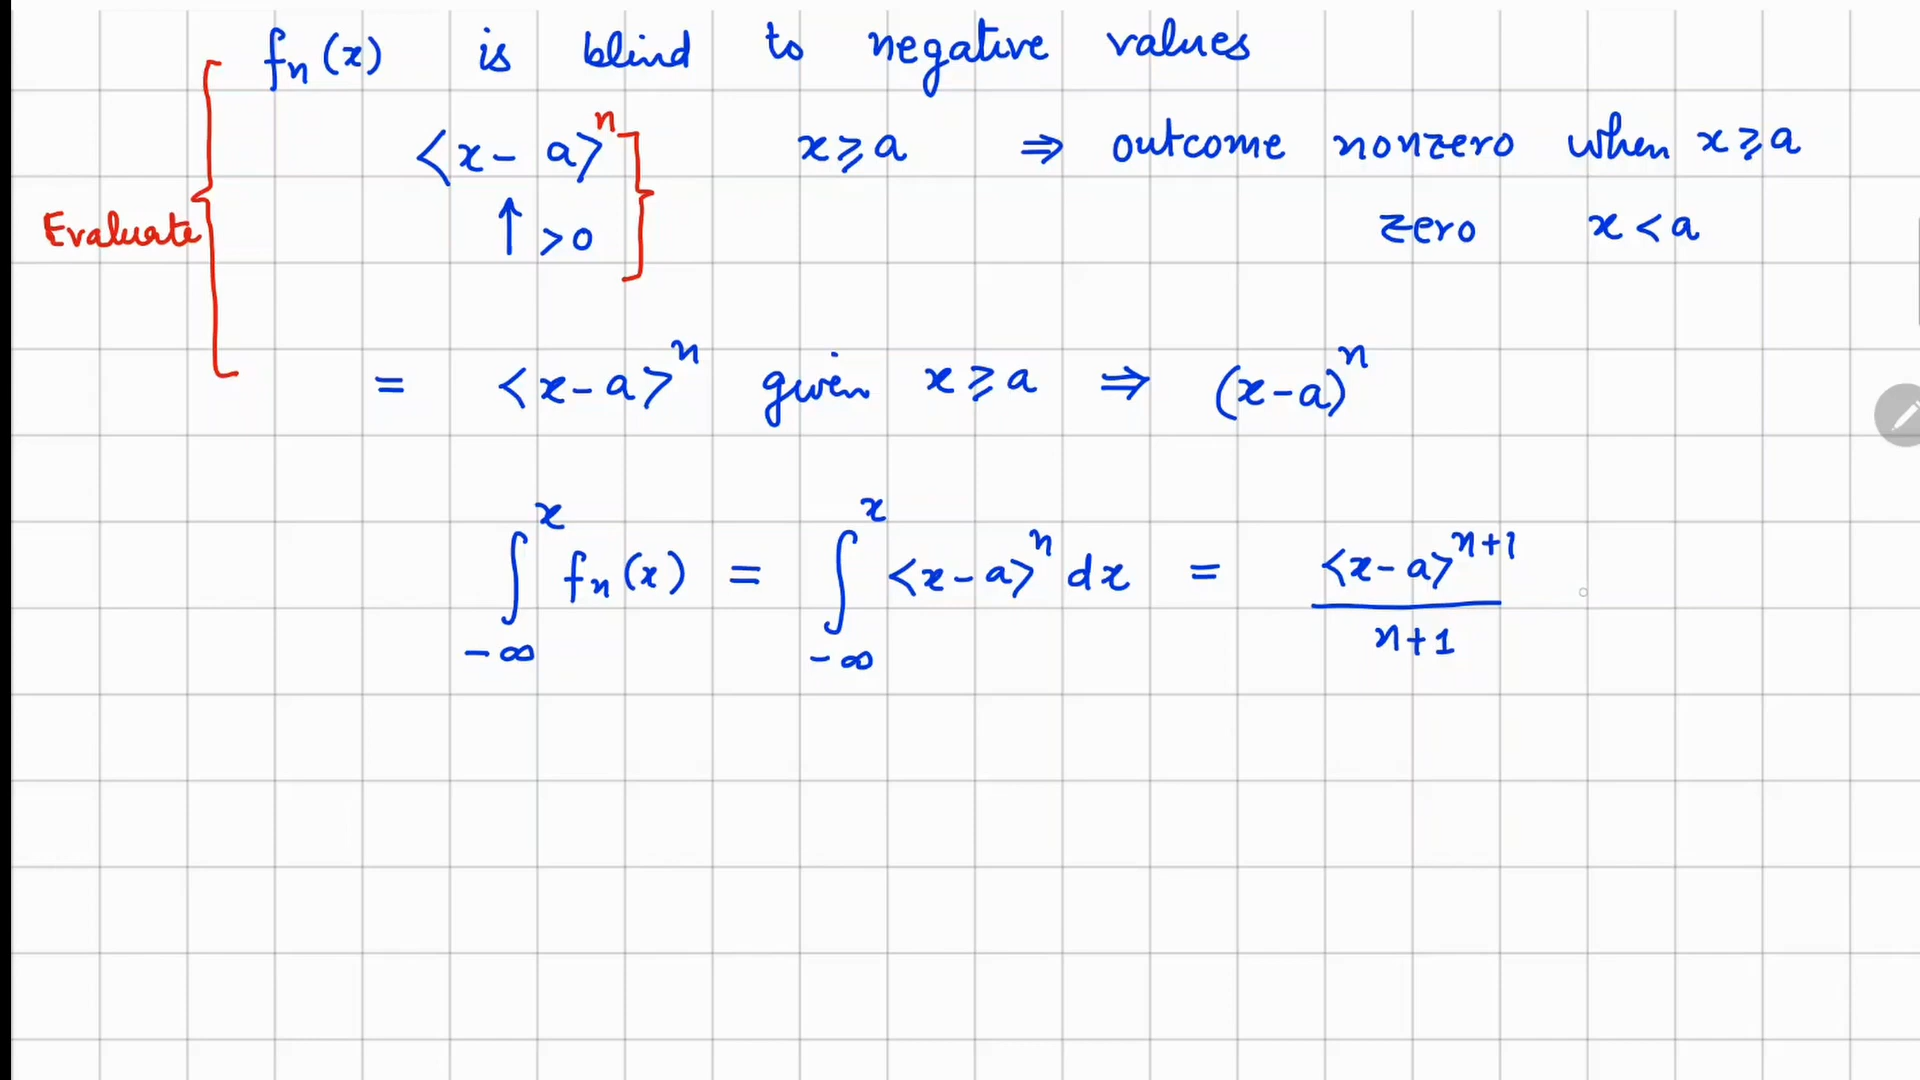 fₙ(x) is blind to negative values
⟨x - a⟩ⁿ x ⩾ a ⇒ outcome nonzero when x ⩾ a
Evaluate ↑ > 0 zero x < a
= ⟨x - a⟩ⁿ given x ⩾ a ⇒ (x - a)ⁿ
∫_{-∞}^{x} fₙ(x) = ∫_{-∞}^{x} ⟨x - a⟩ⁿ dx = ⟨x - a⟩ⁿ⁺¹ / n+1